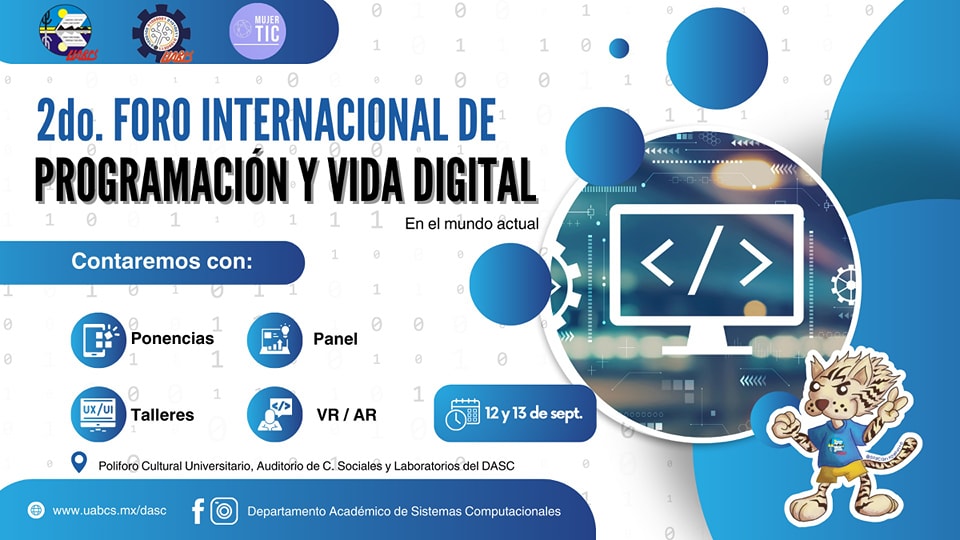 UABCS
UABCS
MUJER
TIC
2do. FORO INTERNACIONAL DE
PROGRAMACIÓN Y VIDA DIGITAL
En el mundo actual
Contaremos con:
Ponencias
Panel
UX/UI
Talleres
</>
VR / AR
</>
12 y 13 de sept.
Poliforo Cultural Universitario, Auditorio de C. Sociales y Laboratorios del DASC
www.uabcs.mx/dasc
Departamento Académico de Sistemas Computacionales